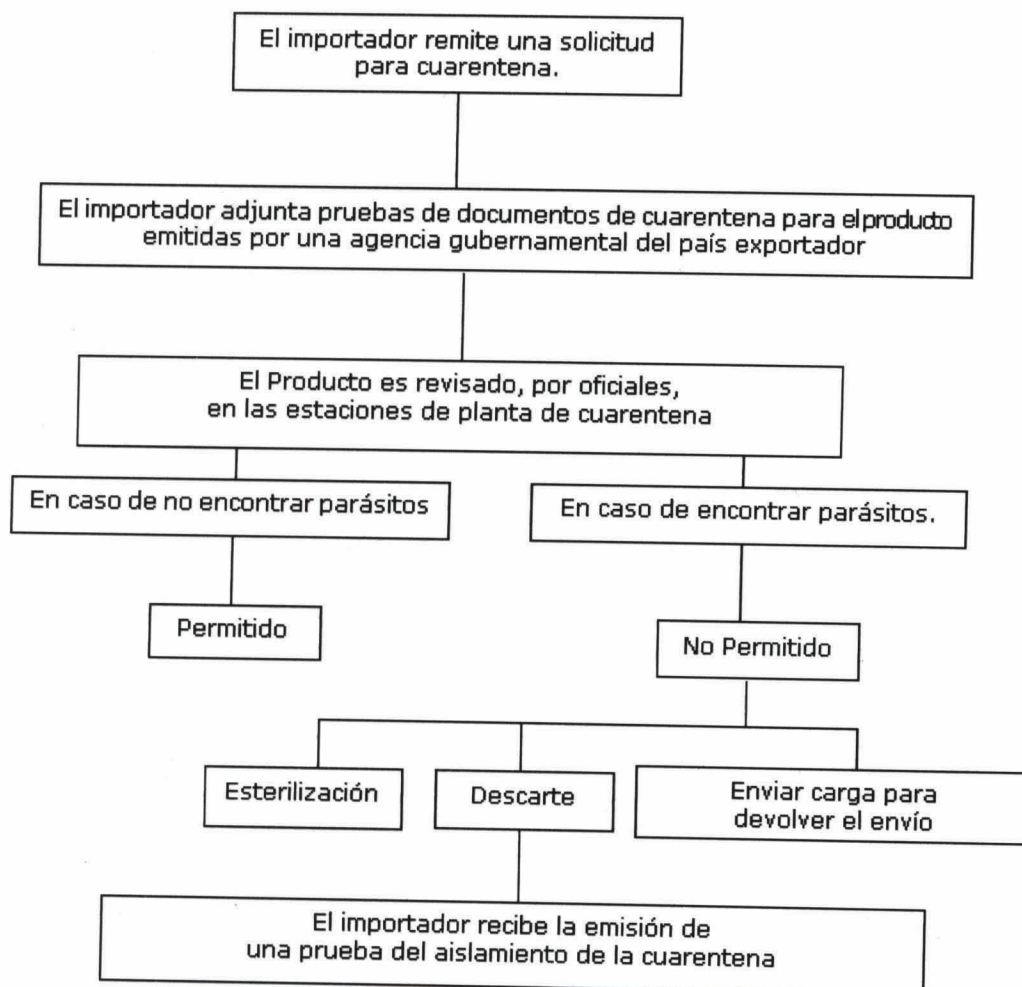 El importador remite una solicitud
para cuarentena.
El importador adjunta pruebas de documentos de cuarentena para el producto
emitidas por una agencia gubernamental del país exportador
El Producto es revisado, por oficiales,
en las estaciones de planta de cuarentena
En caso de no encontrar parásitos
En caso de encontrar parásitos.
Permitido
No Permitido
Esterilización
Descarte
Enviar carga para
devolver el envío
El importador recibe la emisión de
una prueba del aislamiento de la cuarentena